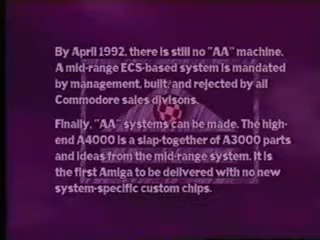 By April 1992, there is still no "AA" machine.
A mid-range ECS-based system is mandated
by management, built, and rejected by all
Commodore sales divisons.
Finally, "AA" systems can be made. The high-
end A4000 is a slap-together of A3000 parts
and ideas from the mid-range system. It is
the first Amiga to be delivered with no new
system-specific custom chips.